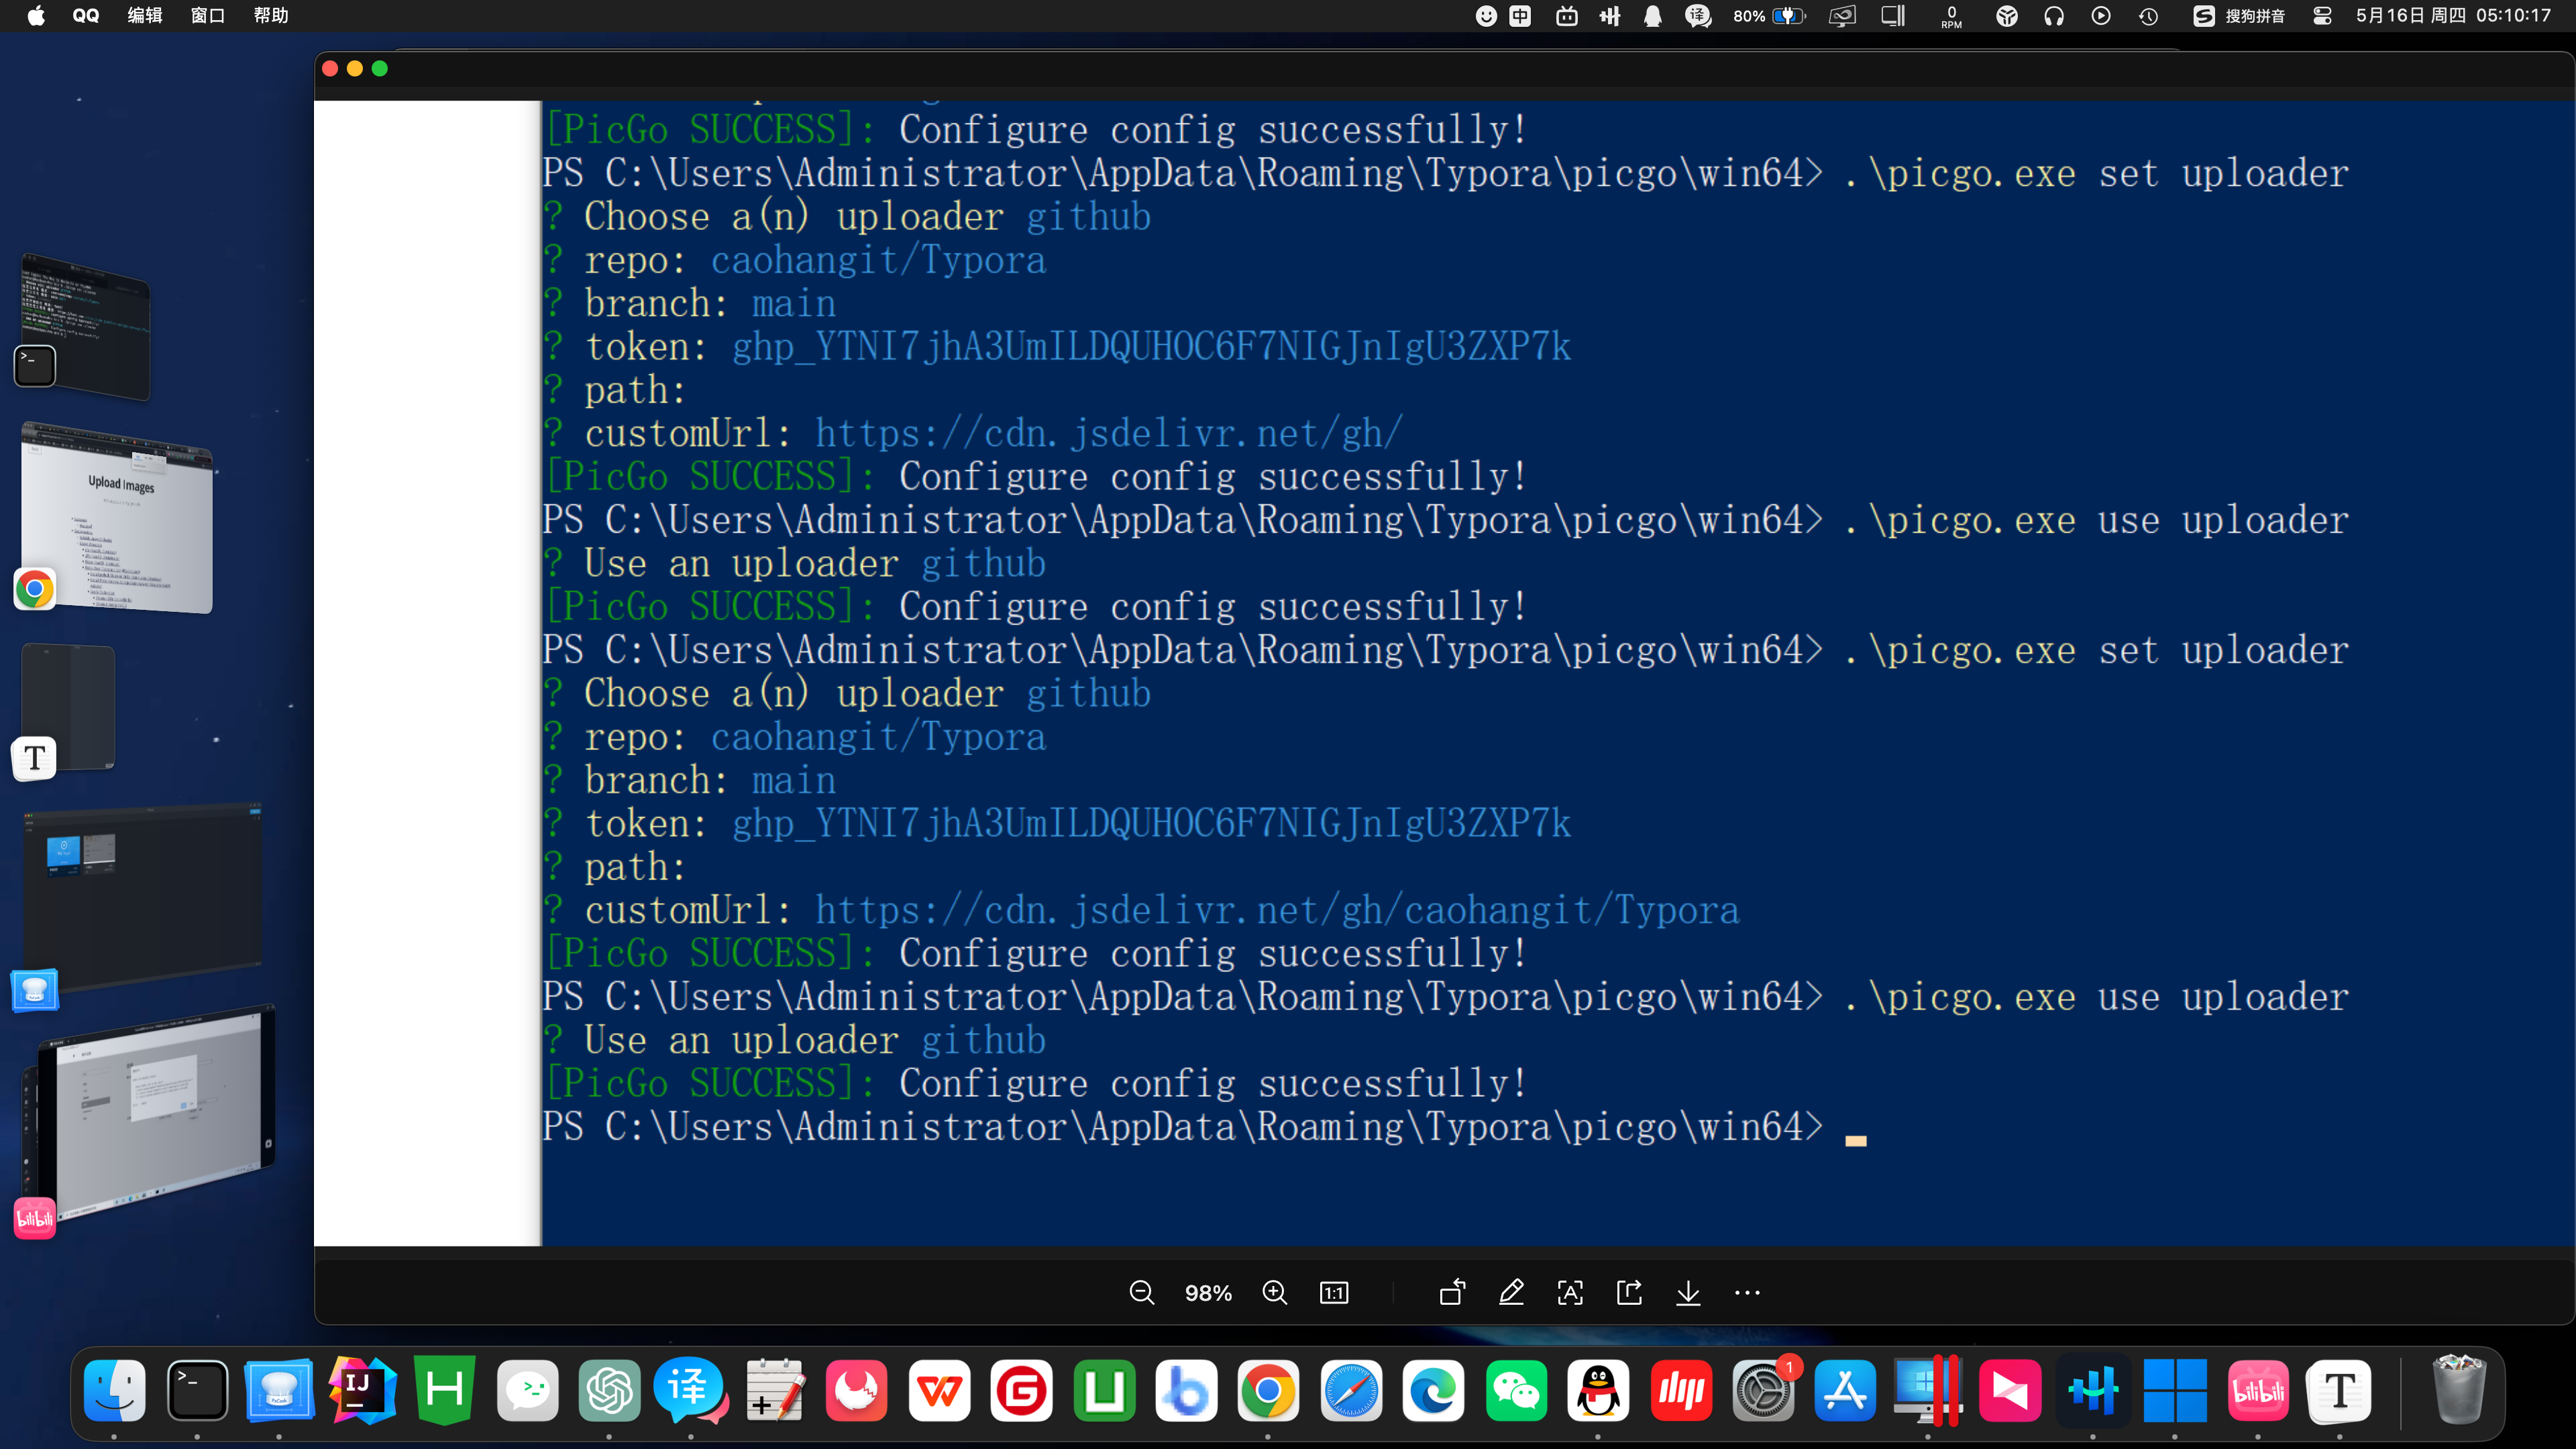 QQ 编辑 窗口 帮助
中 译 80% 0 RPM 搜狗拼音 5月16日 周四 05:10:17
[PicGo SUCCESS]: Configure config successfully!
PS C:\Users\Administrator\AppData\Roaming\Typora\picgo\win64> .\picgo.exe set uploader
? Choose a(n) uploader github
? repo: caohangit/Typora
? branch: main
? token: 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
? path:
? customUrl: https://cdn.jsdelivr.net/gh/
[PicGo SUCCESS]: Configure config successfully!
PS C:\Users\Administrator\AppData\Roaming\Typora\picgo\win64> .\picgo.exe use uploader
? Use an uploader github
[PicGo SUCCESS]: Configure config successfully!
PS C:\Users\Administrator\AppData\Roaming\Typora\picgo\win64> .\picgo.exe set uploader
? Choose a(n) uploader github
? repo: caohangit/Typora
? branch: main
? token: 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
? path:
? customUrl: https://cdn.jsdelivr.net/gh/caohangit/Typora
[PicGo SUCCESS]: Configure config successfully!
PS C:\Users\Administrator\AppData\Roaming\Typora\picgo\win64> .\picgo.exe use uploader
? Use an uploader github
[PicGo SUCCESS]: Configure config successfully!
PS C:\Users\Administrator\AppData\Roaming\Typora\picgo\win64>
Upload Images
T
bilibili
98% 1:1 A
IJ H 译 1 bilibili T